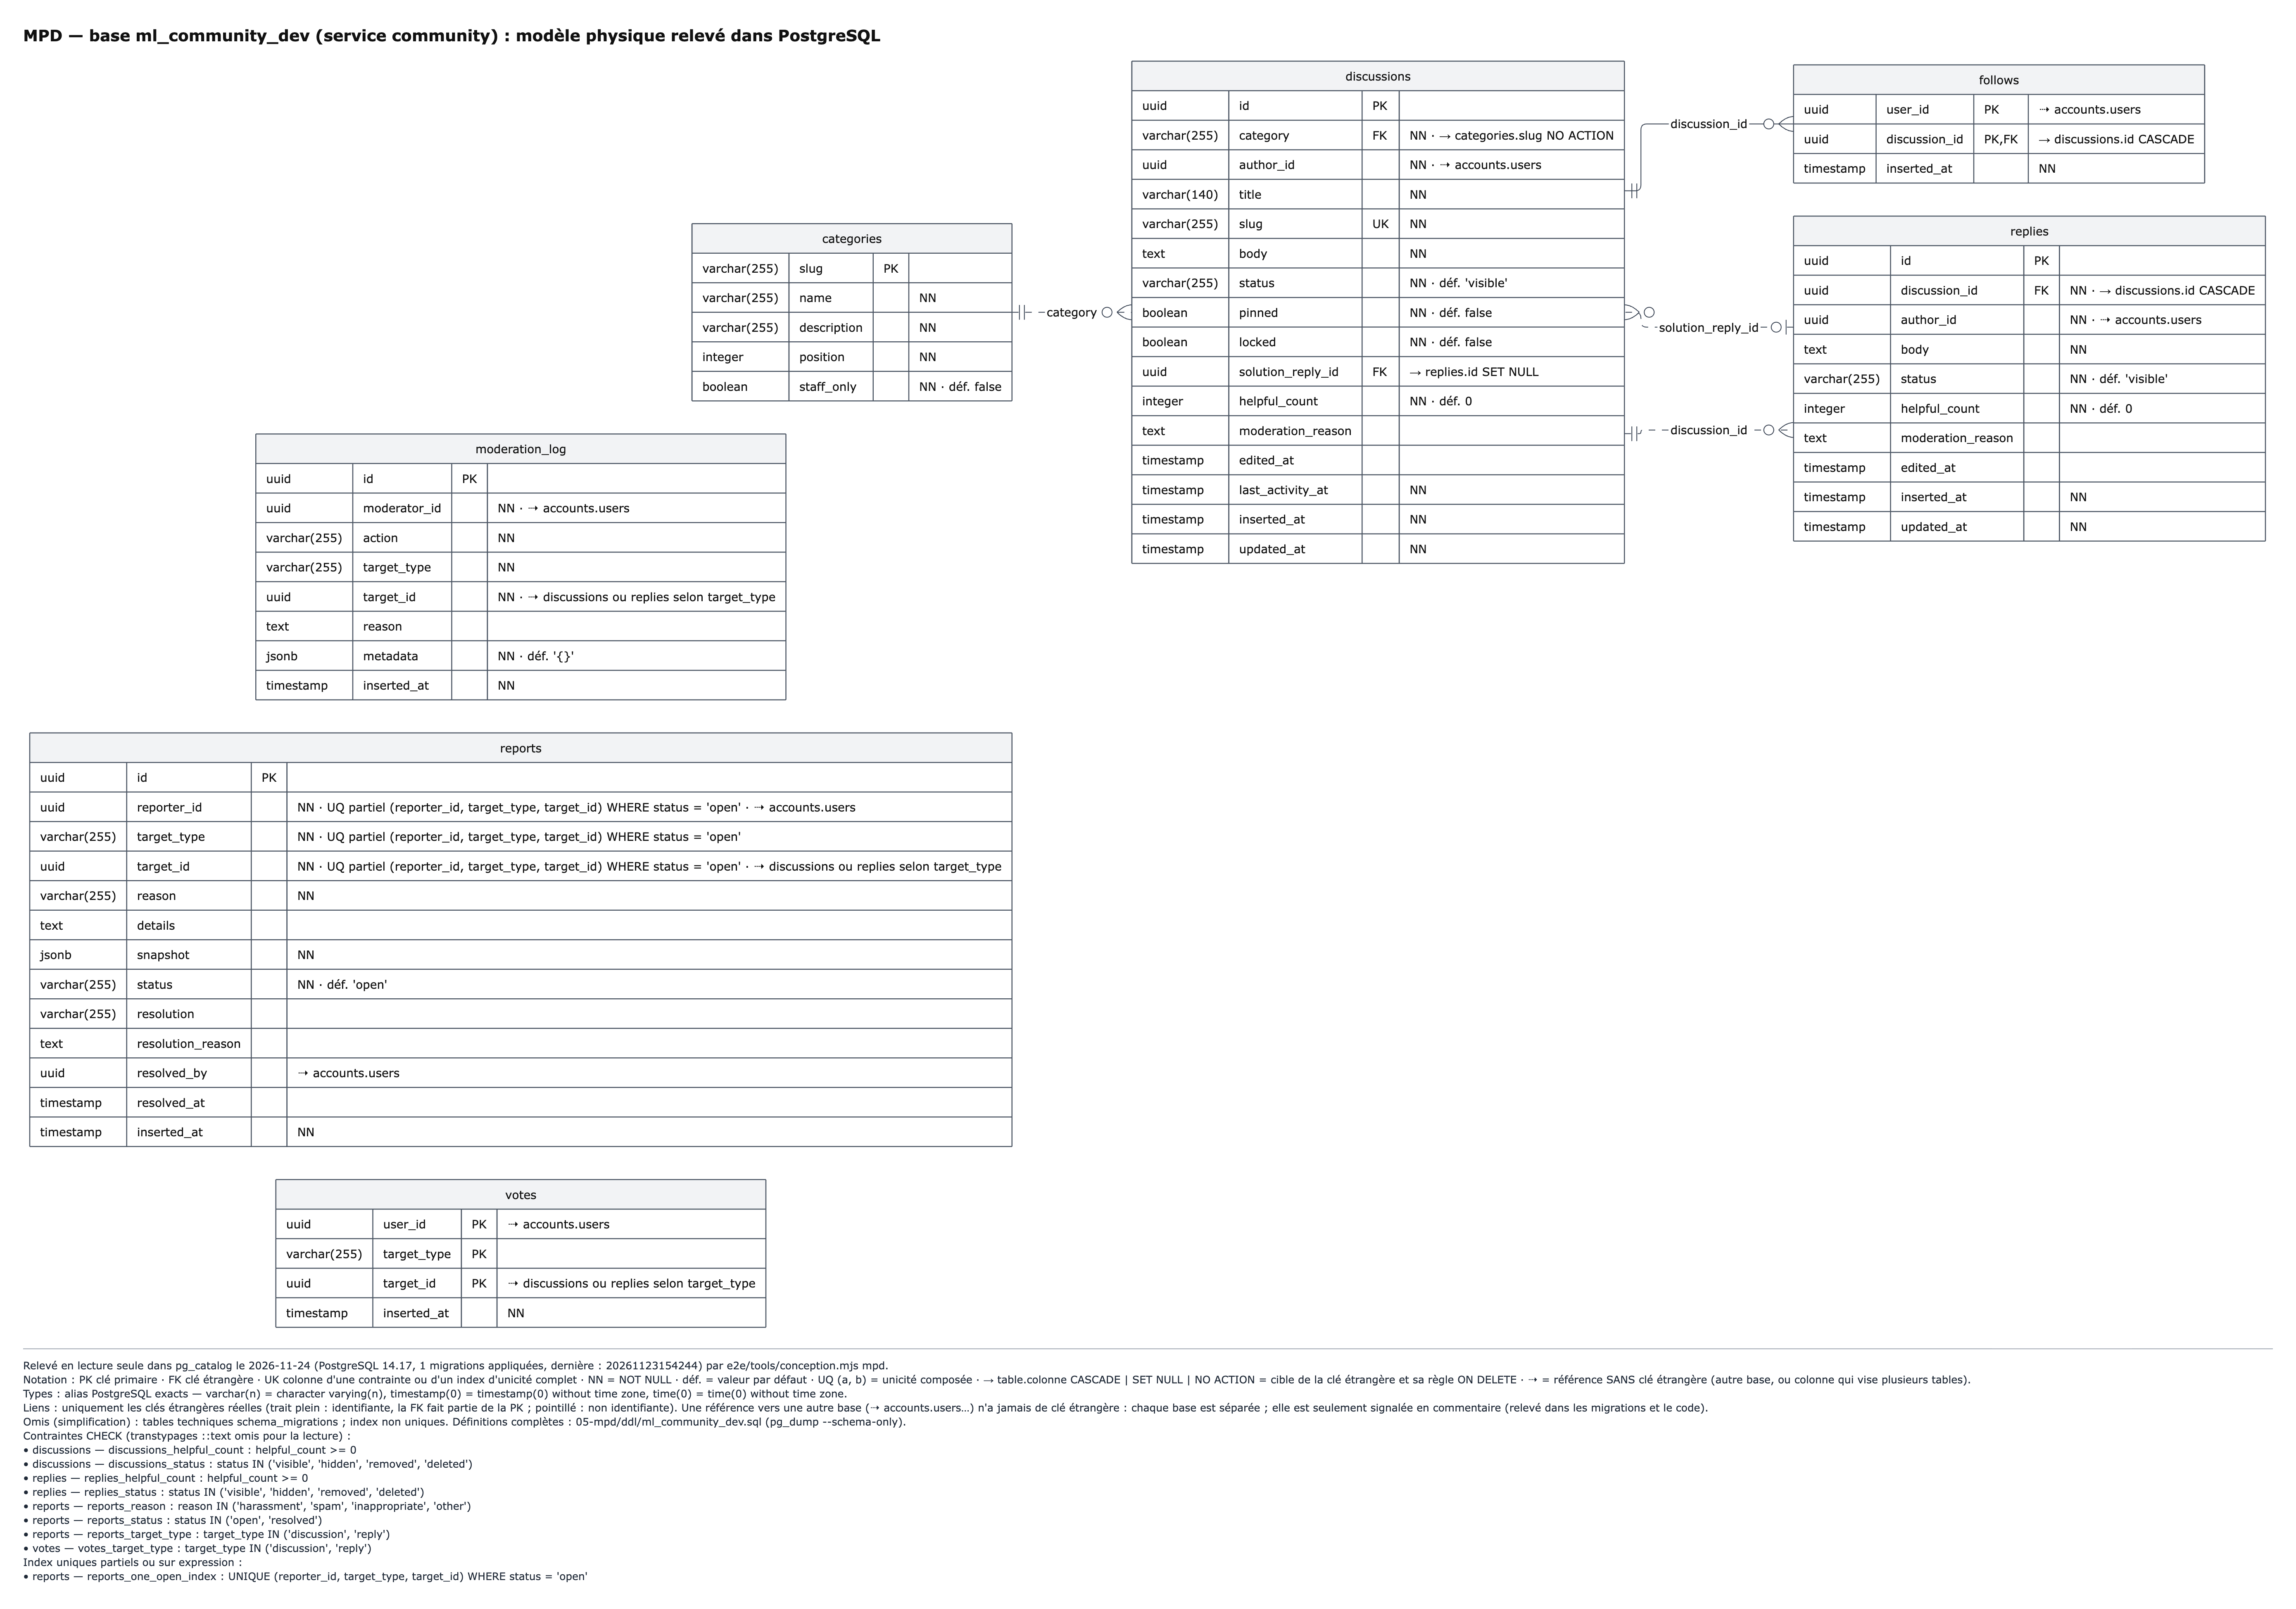 MPD — base ml_community_dev (service community) : modèle physique relevé dans PostgreSQL
discussions
uuid id PK
varchar(255) category FK NN · → categories.slug NO ACTION
uuid author_id NN · ⇢ accounts.users
varchar(140) title NN
varchar(255) slug UK NN
text body NN
varchar(255) status NN · déf. 'visible'
boolean pinned NN · déf. false
boolean locked NN · déf. false
uuid solution_reply_id FK → replies.id SET NULL
integer helpful_count NN · déf. 0
text moderation_reason
timestamp edited_at
timestamp last_activity_at NN
timestamp inserted_at NN
timestamp updated_at NN
discussion_id
follows
uuid user_id PK ⇢ accounts.users
uuid discussion_id PK,FK → discussions.id CASCADE
timestamp inserted_at NN
solution_reply_id
discussion_id
replies
uuid id PK
uuid discussion_id FK NN · → discussions.id CASCADE
uuid author_id NN · ⇢ accounts.users
text body NN
varchar(255) status NN · déf. 'visible'
integer helpful_count NN · déf. 0
text moderation_reason
timestamp edited_at
timestamp inserted_at NN
timestamp updated_at NN
categories
varchar(255) slug PK
varchar(255) name NN
varchar(255) description NN
integer position NN
boolean staff_only NN · déf. false
category
moderation_log
uuid id PK
uuid moderator_id NN · ⇢ accounts.users
varchar(255) action NN
varchar(255) target_type NN
uuid target_id NN · ⇢ discussions ou replies selon target_type
text reason
jsonb metadata NN · déf. '{}'
timestamp inserted_at NN
reports
uuid id PK
uuid reporter_id NN · UQ partiel (reporter_id, target_type, target_id) WHERE status = 'open' · ⇢ accounts.users
varchar(255) target_type NN · UQ partiel (reporter_id, target_type, target_id) WHERE status = 'open'
uuid target_id NN · UQ partiel (reporter_id, target_type, target_id) WHERE status = 'open' · ⇢ discussions ou replies selon target_type
varchar(255) reason NN
text details
jsonb snapshot NN
varchar(255) status NN · déf. 'open'
varchar(255) resolution
text resolution_reason
uuid resolved_by ⇢ accounts.users
timestamp resolved_at
timestamp inserted_at NN
votes
uuid user_id PK ⇢ accounts.users
varchar(255) target_type PK
uuid target_id PK ⇢ discussions ou replies selon target_type
timestamp inserted_at NN
Relevé en lecture seule dans pg_catalog le 2026-11-24 (PostgreSQL 14.17, 1 migrations appliquées, dernière : 20261123154244) par e2e/tools/conception.mjs mpd.
Notation : PK clé primaire · FK clé étrangère · UK colonne d'une contrainte ou d'un index d'unicité complet · NN = NOT NULL · déf. = valeur par défaut · UQ (a, b) = unicité composée · → table.colonne CASCADE | SET NULL | NO ACTION = cible de la clé étrangère et sa règle ON DELETE · ⇢ = référence SANS clé étrangère (autre base, ou colonne qui vise plusieurs tables).
Types : alias PostgreSQL exacts — varchar(n) = character varying(n), timestamp(0) = timestamp(0) without time zone, time(0) = time(0) without time zone.
Liens : uniquement les clés étrangères réelles (trait plein : identifiante, la FK fait partie de la PK ; pointillé : non identifiante). Une référence vers une autre base (⇢ accounts.users…) n'a jamais de clé étrangère : chaque base est séparée ; elle est seulement signalée en commentaire (relevé dans les migrations et le code).
Omis (simplification) : tables techniques schema_migrations ; index non uniques. Définitions complètes : 05-mpd/ddl/ml_community_dev.sql (pg_dump --schema-only).
Contraintes CHECK (transtypages ::text omis pour la lecture) :
• discussions — discussions_helpful_count : helpful_count >= 0
• discussions — discussions_status : status IN ('visible', 'hidden', 'removed', 'deleted')
• replies — replies_helpful_count : helpful_count >= 0
• replies — replies_status : status IN ('visible', 'hidden', 'removed', 'deleted')
• reports — reports_reason : reason IN ('harassment', 'spam', 'inappropriate', 'other')
• reports — reports_status : status IN ('open', 'resolved')
• reports — reports_target_type : target_type IN ('discussion', 'reply')
• votes — votes_target_type : target_type IN ('discussion', 'reply')
Index uniques partiels ou sur expression :
• reports — reports_one_open_index : UNIQUE (reporter_id, target_type, target_id) WHERE status = 'open'